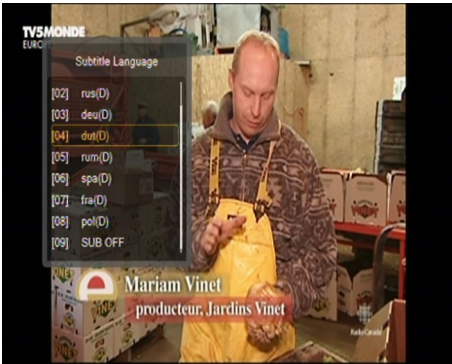 TV5MONDE
EUROPE
Subtitle Language
[02] rus(D)
[03] deu(D)
[04] dut(D)
[05] rum(D)
[06] spa(D)
[07] fra(D)
[08] pol(D)
[09] SUB OFF
Mariam Vinet
producteur, Jardins Vinet
Radio-Canada